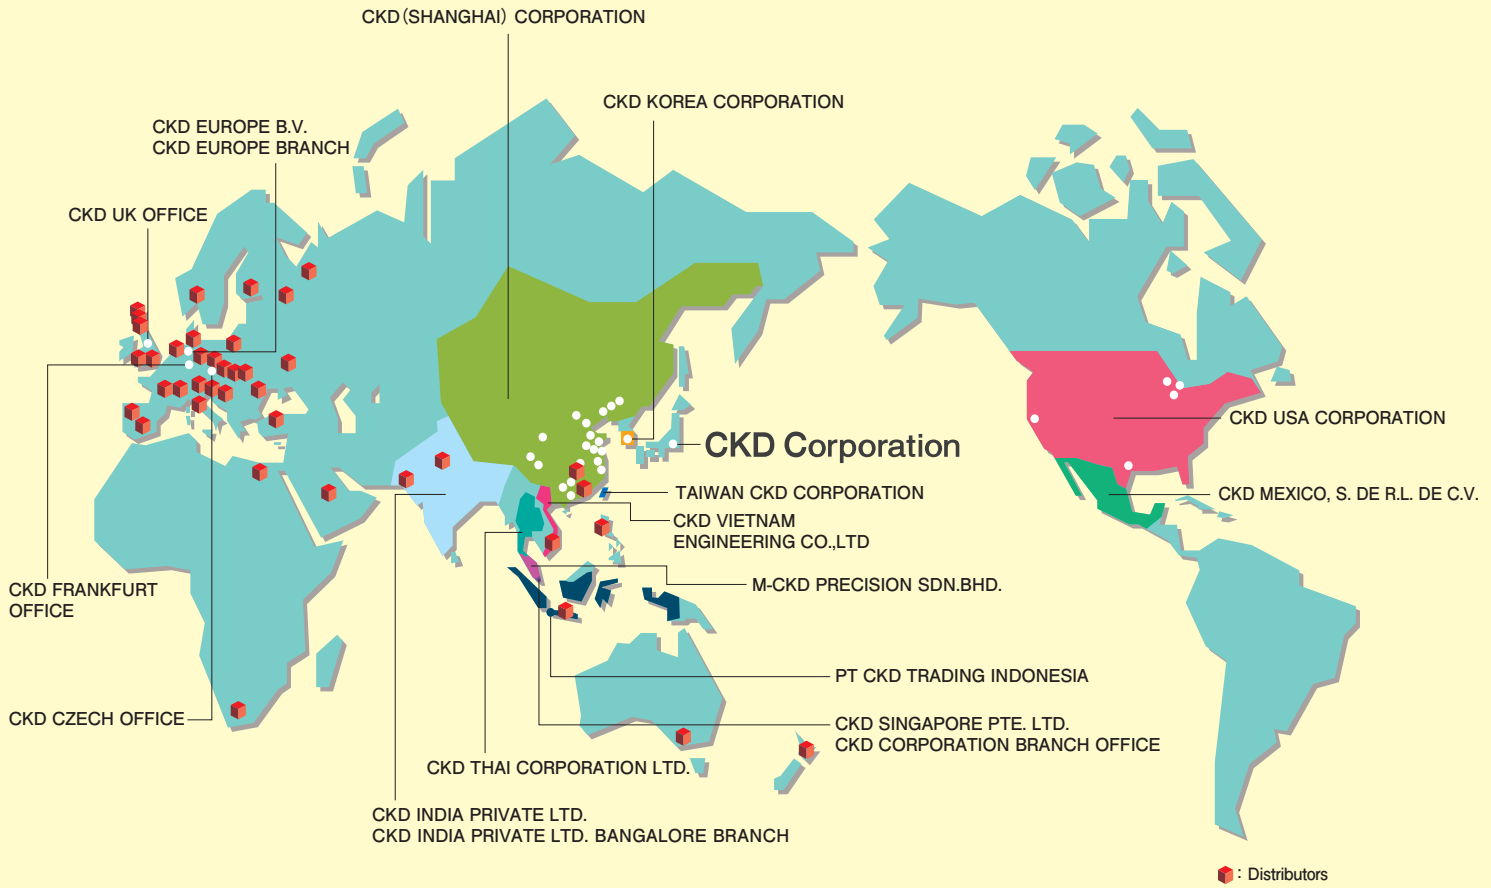 CKD(SHANGHAI) CORPORATION
CKD KOREA CORPORATION
CKD EUROPE B.V.
CKD EUROPE BRANCH
CKD UK OFFICE
CKD USA CORPORATION
CKD Corporation
TAIWAN CKD CORPORATION
CKD MEXICO, S. DE R.L. DE C.V.
CKD VIETNAM
ENGINEERING CO.,LTD
M-CKD PRECISION SDN.BHD.
CKD FRANKFURT
OFFICE
PT CKD TRADING INDONESIA
CKD CZECH OFFICE
CKD SINGAPORE PTE. LTD.
CKD CORPORATION BRANCH OFFICE
CKD THAI CORPORATION LTD.
CKD INDIA PRIVATE LTD.
CKD INDIA PRIVATE LTD. BANGALORE BRANCH
: Distributors